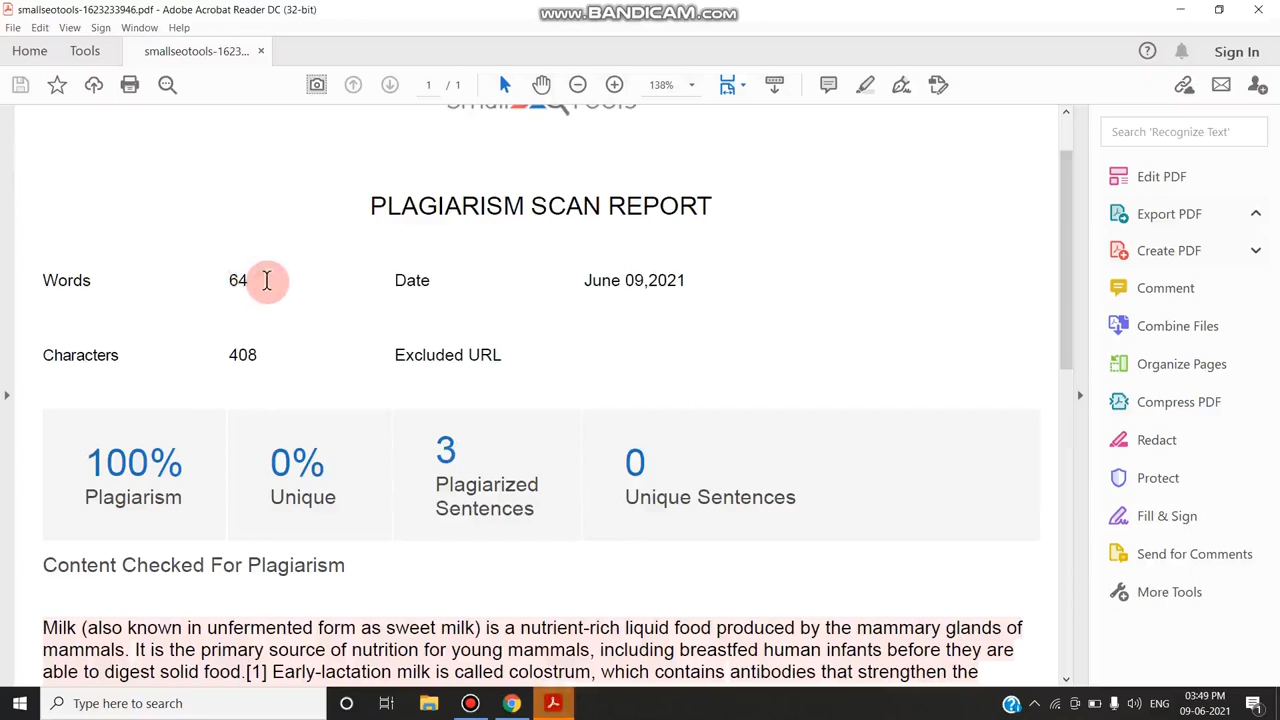 smallseotools-1623233946.pdf - Adobe Acrobat Reader DC (32-bit)
www.BANDICAM.com
File Edit View Sign Window Help
Home Tools smallseotools-1623... × Sign In
1 / 1 138%
Small SEO Tools
Search 'Recognize Text'
PLAGIARISM SCAN REPORT
Words 64 Date June 09,2021
Characters 408 Excluded URL
100% 0% 3 0
Plagiarism Unique Plagiarized Sentences Unique Sentences
Content Checked For Plagiarism
Milk (also known in unfermented form as sweet milk) is a nutrient-rich liquid food produced by the mammary glands of
mammals. It is the primary source of nutrition for young mammals, including breastfed human infants before they are
able to digest solid food.[1] Early-lactation milk is called colostrum, which contains antibodies that strengthen the
Edit PDF
Export PDF
Create PDF
Comment
Combine Files
Organize Pages
Compress PDF
Redact
Protect
Fill & Sign
Send for Comments
More Tools
Type here to search
ENG
03:49 PM
09-06-2021
1